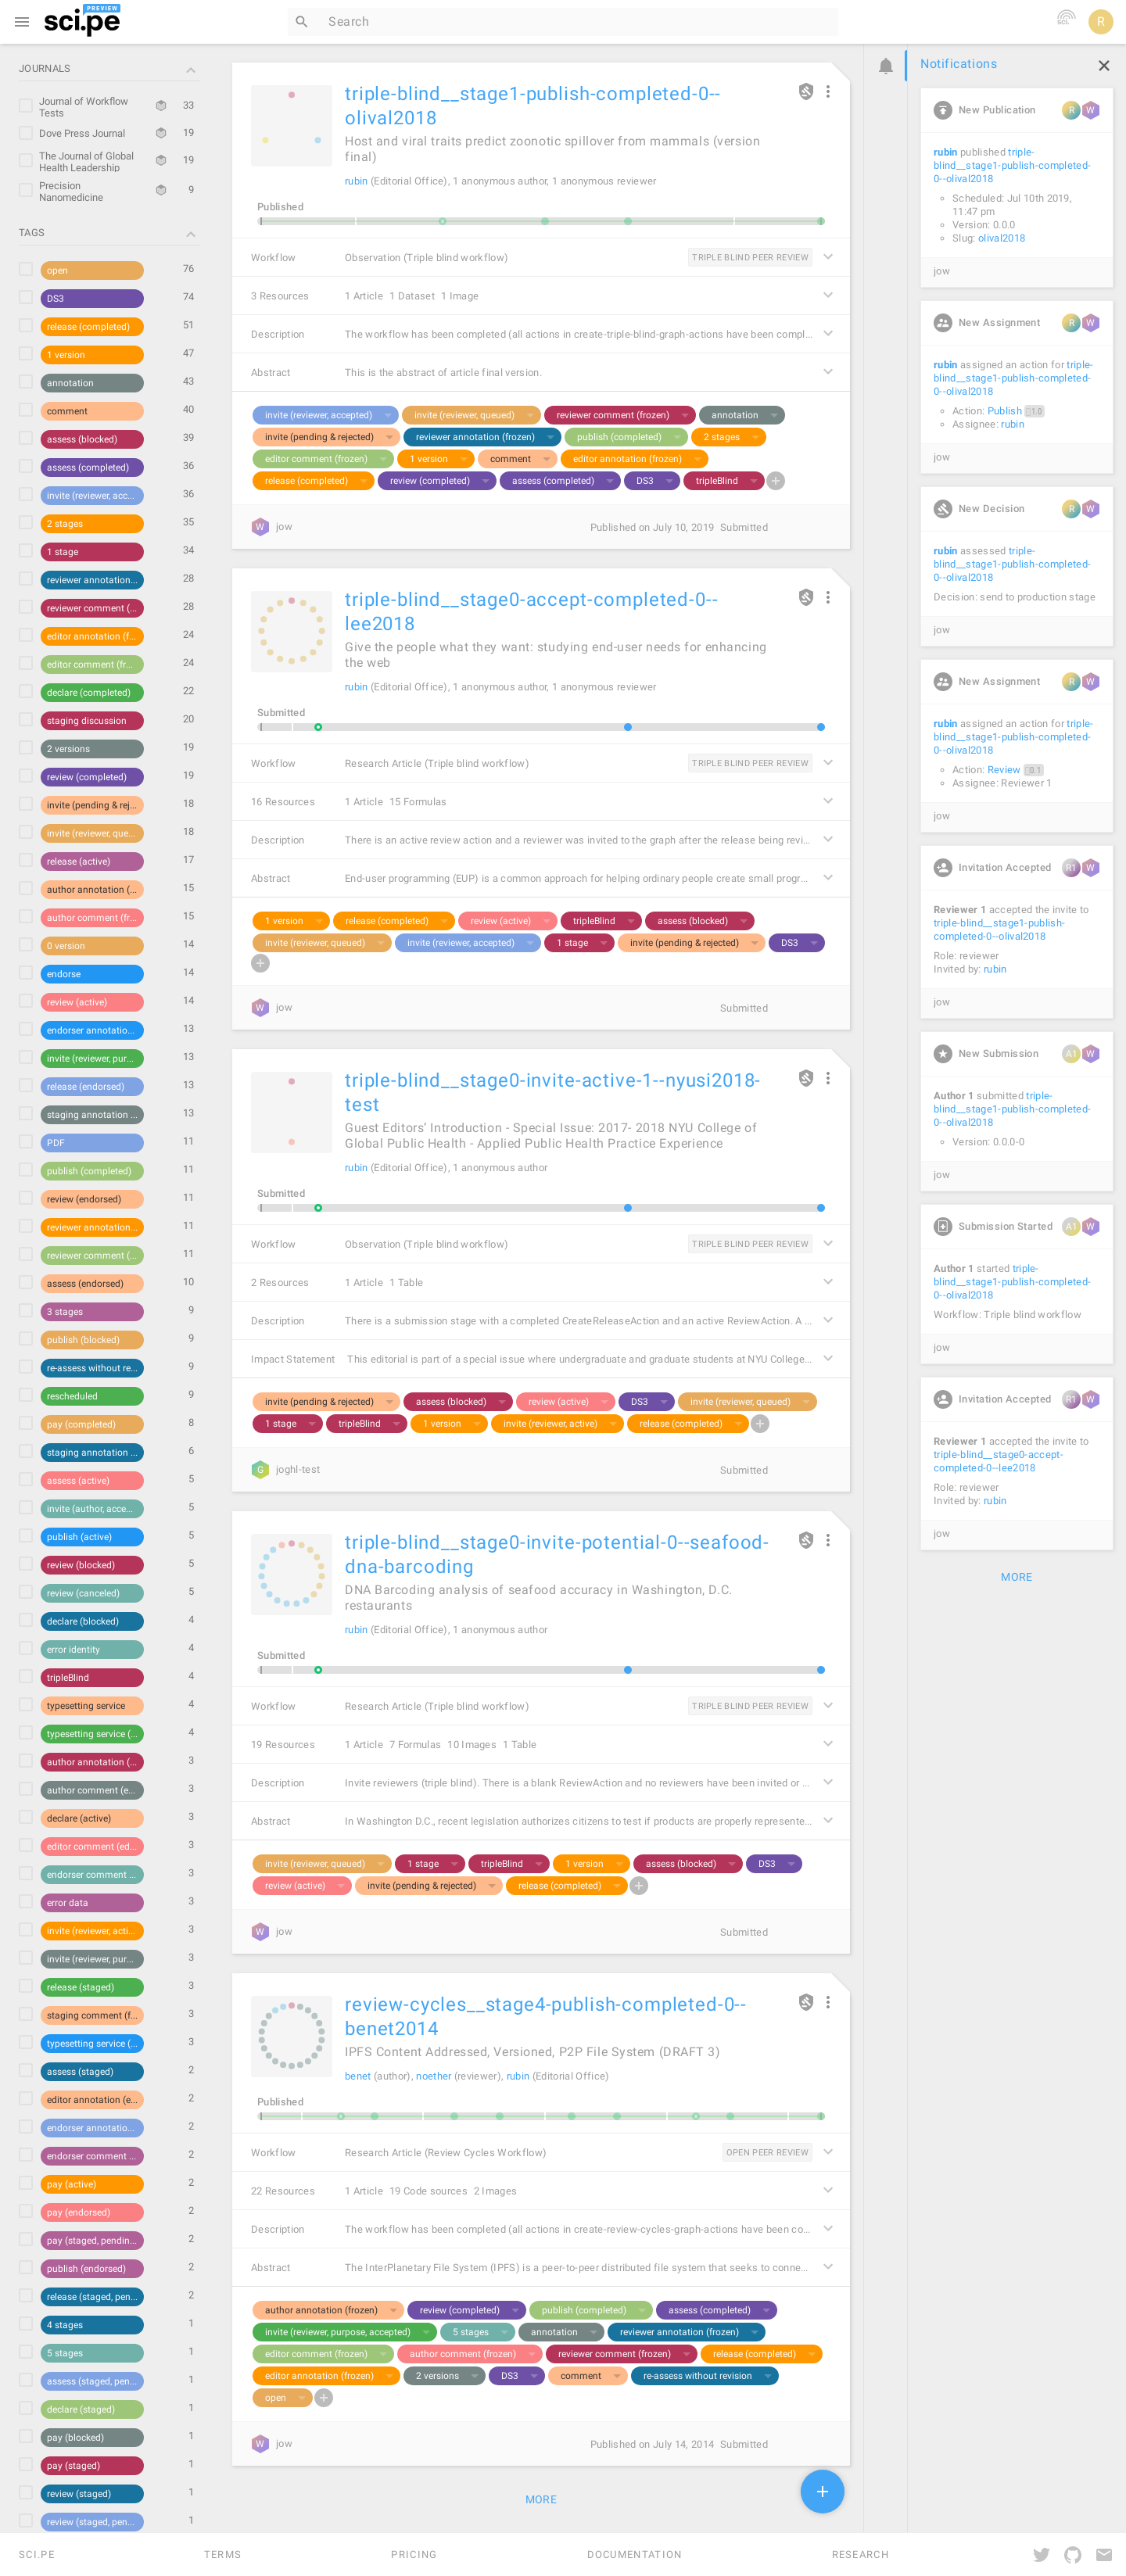 PREVIEW
sci.pe
Search
sci.
R
JOURNALS
Journal of Workflow
Tests
33
Dove Press Journal
19
The Journal of Global
Health Leadership
19
Precision
Nanomedicine
9
TAGS
open 76
DS3 74
release (completed) 51
1 version 47
annotation 43
comment 40
assess (blocked) 39
assess (completed) 36
invite (reviewer, acc... 36
2 stages 35
1 stage 34
reviewer annotation... 28
reviewer comment (... 28
editor annotation (f... 24
editor comment (fr... 24
declare (completed) 22
staging discussion 20
2 versions 19
review (completed) 19
invite (pending & rej... 18
invite (reviewer, que... 18
release (active) 17
author annotation (... 15
author comment (fr... 15
0 version 14
endorse 14
review (active) 14
endorser annotatio... 13
invite (reviewer, pur... 13
release (endorsed) 13
staging annotation ... 13
PDF 11
publish (completed) 11
review (endorsed) 11
reviewer annotation... 11
reviewer comment (... 11
assess (endorsed) 10
3 stages 9
publish (blocked) 9
re-assess without re... 9
rescheduled 9
pay (completed) 8
staging annotation ... 6
assess (active) 5
invite (author, acce... 5
publish (active) 5
review (blocked) 5
review (canceled) 5
declare (blocked) 4
error identity 4
tripleBlind 4
typesetting service 4
typesetting service (... 4
author annotation (... 3
author comment (e... 3
declare (active) 3
editor comment (ed... 3
endorser comment ... 3
error data 3
invite (reviewer, acti... 3
invite (reviewer, pur... 3
release (staged) 3
staging comment (f... 3
typesetting service (... 3
assess (staged) 2
editor annotation (e... 2
endorser annotatio... 2
endorser comment ... 2
pay (active) 2
pay (endorsed) 2
pay (staged, pendin... 2
publish (endorsed) 2
release (staged, pen... 2
4 stages 1
5 stages 1
assess (staged, pen... 1
declare (staged) 1
pay (blocked) 1
pay (staged) 1
review (staged) 1
review (staged, pen... 1
triple-blind__stage1-publish-completed-0--
olival2018
Host and viral traits predict zoonotic spillover from mammals (version
final)
rubin (Editorial Office), 1 anonymous author, 1 anonymous reviewer
Published
Workflow Observation (Triple blind workflow) TRIPLE BLIND PEER REVIEW
3 Resources 1 Article 1 Dataset 1 Image
Description The workflow has been completed (all actions in create-triple-blind-graph-actions have been compl...
Abstract This is the abstract of article final version.
invite (reviewer, accepted) invite (reviewer, queued) reviewer comment (frozen) annotation
invite (pending & rejected) reviewer annotation (frozen) publish (completed) 2 stages
editor comment (frozen) 1 version comment editor annotation (frozen)
release (completed) review (completed) assess (completed) DS3 tripleBlind
W jow Published on July 10, 2019 Submitted
triple-blind__stage0-accept-completed-0--
lee2018
Give the people what they want: studying end-user needs for enhancing
the web
rubin (Editorial Office), 1 anonymous author, 1 anonymous reviewer
Submitted
Workflow Research Article (Triple blind workflow) TRIPLE BLIND PEER REVIEW
16 Resources 1 Article 15 Formulas
Description There is an active review action and a reviewer was invited to the graph after the release being revi...
Abstract End-user programming (EUP) is a common approach for helping ordinary people create small progr...
1 version release (completed) review (active) tripleBlind assess (blocked)
invite (reviewer, queued) invite (reviewer, accepted) 1 stage invite (pending & rejected) DS3
W jow Submitted
triple-blind__stage0-invite-active-1--nyusi2018-
test
Guest Editors' Introduction - Special Issue: 2017- 2018 NYU College of
Global Public Health - Applied Public Health Practice Experience
rubin (Editorial Office), 1 anonymous author
Submitted
Workflow Observation (Triple blind workflow) TRIPLE BLIND PEER REVIEW
2 Resources 1 Article 1 Table
Description There is a submission stage with a completed CreateReleaseAction and an active ReviewAction. A ...
Impact Statement This editorial is part of a special issue where undergraduate and graduate students at NYU College...
invite (pending & rejected) assess (blocked) review (active) DS3 invite (reviewer, queued)
1 stage tripleBlind 1 version invite (reviewer, active) release (completed)
G joghl-test Submitted
triple-blind__stage0-invite-potential-0--seafood-
dna-barcoding
DNA Barcoding analysis of seafood accuracy in Washington, D.C.
restaurants
rubin (Editorial Office), 1 anonymous author
Submitted
Workflow Research Article (Triple blind workflow) TRIPLE BLIND PEER REVIEW
19 Resources 1 Article 7 Formulas 10 Images 1 Table
Description Invite reviewers (triple blind). There is a blank ReviewAction and no reviewers have been invited or ...
Abstract In Washington D.C., recent legislation authorizes citizens to test if products are properly represente...
invite (reviewer, queued) 1 stage tripleBlind 1 version assess (blocked) DS3
review (active) invite (pending & rejected) release (completed)
W jow Submitted
review-cycles__stage4-publish-completed-0--
benet2014
IPFS Content Addressed, Versioned, P2P File System (DRAFT 3)
benet (author), noether (reviewer), rubin (Editorial Office)
Published
Workflow Research Article (Review Cycles Workflow) OPEN PEER REVIEW
22 Resources 1 Article 19 Code sources 2 Images
Description The workflow has been completed (all actions in create-review-cycles-graph-actions have been co...
Abstract The InterPlanetary File System (IPFS) is a peer-to-peer distributed file system that seeks to conne...
author annotation (frozen) review (completed) publish (completed) assess (completed)
invite (reviewer, purpose, accepted) 5 stages annotation reviewer annotation (frozen)
editor comment (frozen) author comment (frozen) reviewer comment (frozen) release (completed)
editor annotation (frozen) 2 versions DS3 comment re-assess without revision
open
W jow Published on July 14, 2014 Submitted
MORE
Notifications
New Publication R W
rubin published triple-
blind__stage1-publish-completed-
0--olival2018
Scheduled: Jul 10th 2019,
11:47 pm
Version: 0.0.0
Slug: olival2018
jow
New Assignment R W
rubin assigned an action for triple-
blind__stage1-publish-completed-
0--olival2018
Action: Publish 1.0
Assignee: rubin
jow
New Decision R W
rubin assessed triple-
blind__stage1-publish-completed-
0--olival2018
Decision: send to production stage
jow
New Assignment R W
rubin assigned an action for triple-
blind__stage1-publish-completed-
0--olival2018
Action: Review 0.1
Assignee: Reviewer 1
jow
Invitation Accepted R1 W
Reviewer 1 accepted the invite to
triple-blind__stage1-publish-
completed-0--olival2018
Role: reviewer
Invited by: rubin
jow
New Submission A1 W
Author 1 submitted triple-
blind__stage1-publish-completed-
0--olival2018
Version: 0.0.0-0
jow
Submission Started A1 W
Author 1 started triple-
blind__stage1-publish-completed-
0--olival2018
Workflow: Triple blind workflow
jow
Invitation Accepted R1 W
Reviewer 1 accepted the invite to
triple-blind__stage0-accept-
completed-0--lee2018
Role: reviewer
Invited by: rubin
jow
MORE
SCI.PE TERMS PRICING DOCUMENTATION RESEARCH